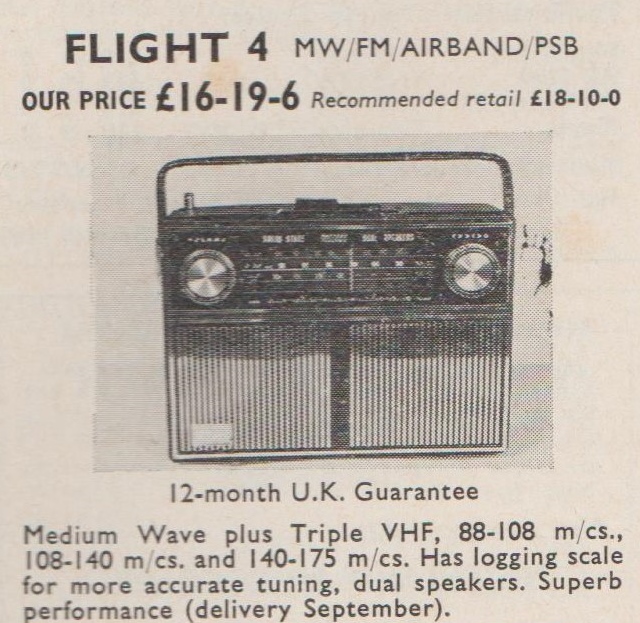 FLIGHT 4 MW/FM/AIRBAND/PSB
OUR PRICE £16-19-6 Recommended retail £18-10-0
SOLID STATE DUAL SPEAKERS
12-month U.K. Guarantee
Medium Wave plus Triple VHF, 88-108 m/cs.,
108-140 m/cs. and 140-175 m/cs. Has logging scale
for more accurate tuning, dual speakers. Superb
performance (delivery September).